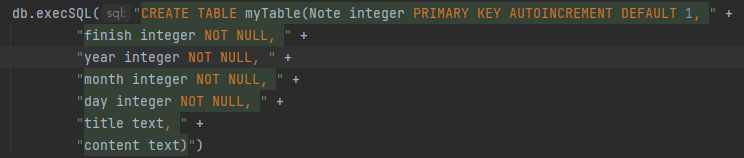 db.execSQL( sql: "CREATE TABLE myTable(Note integer PRIMARY KEY AUTOINCREMENT DEFAULT 1, " +
"finish integer NOT NULL, " +
"year integer NOT NULL, " +
"month integer NOT NULL, " +
"day integer NOT NULL, " +
"title text, " +
"content text)")